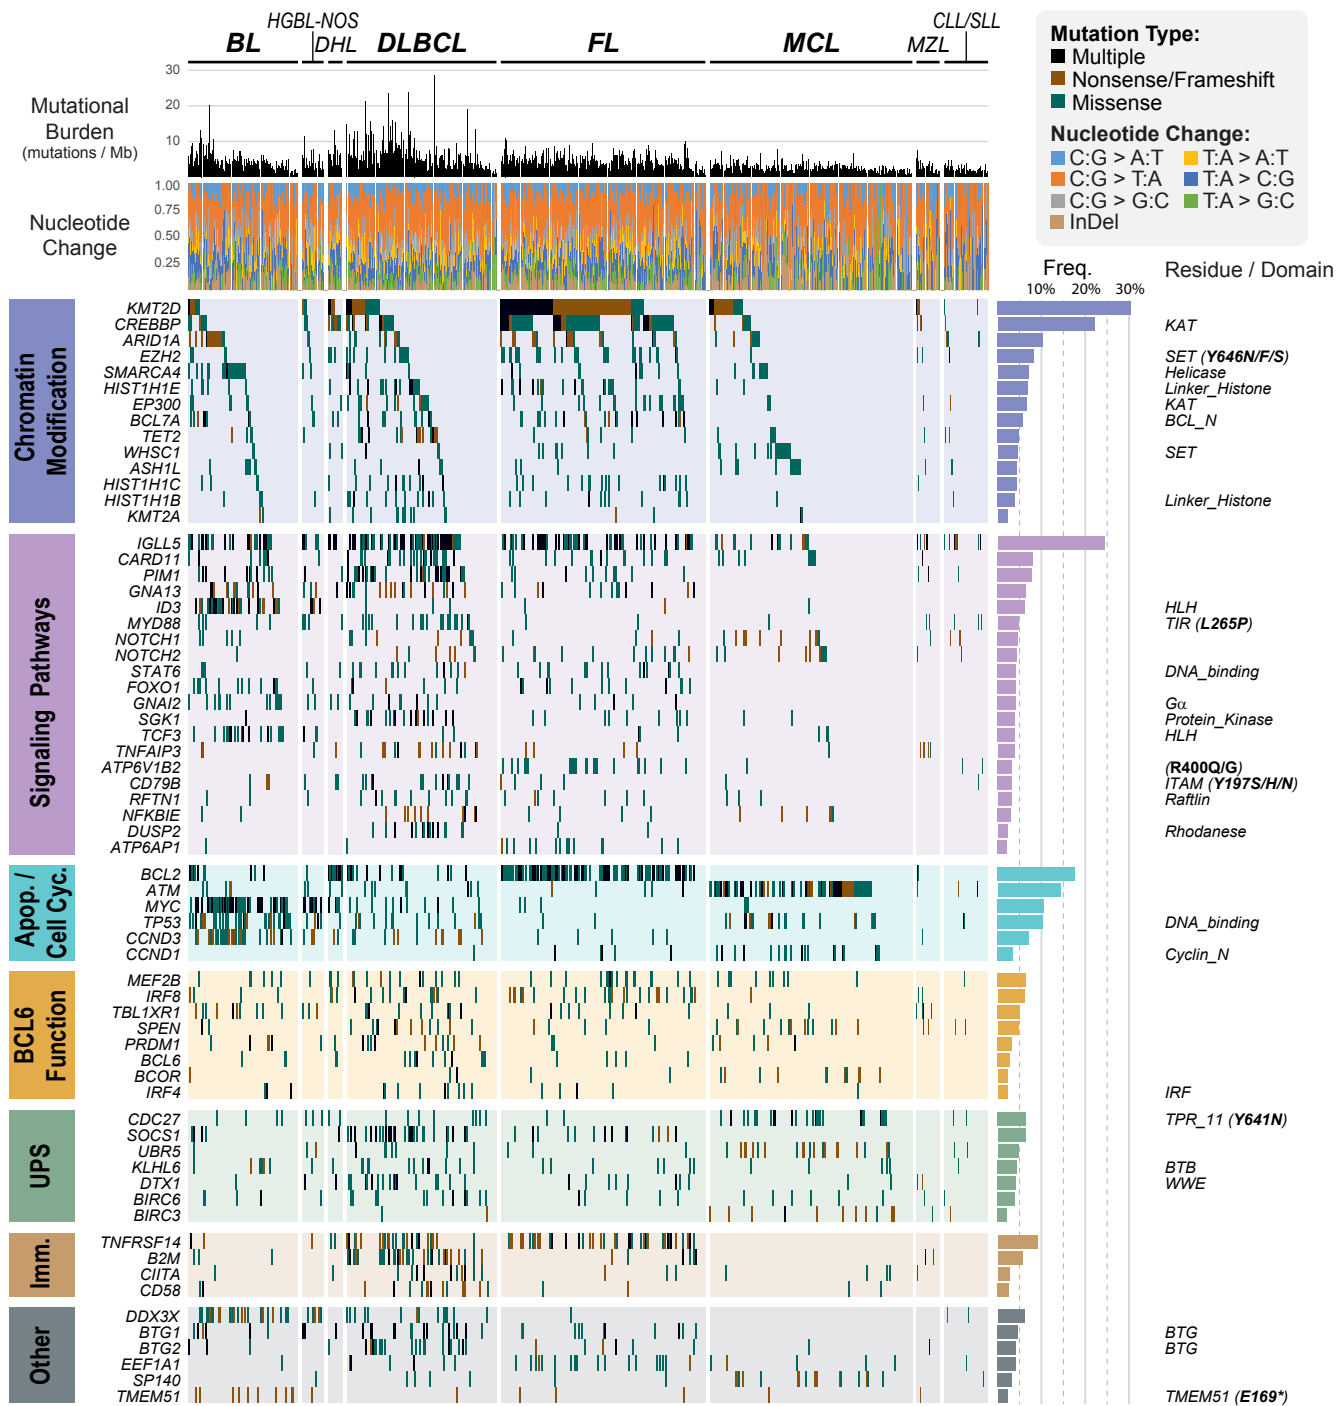 HGBL-NOS
CLL/SLL
BL
DHL
DLBCL
FL
MCL
MZL
Mutation Type:
Multiple
Nonsense/Frameshift
Missense
Nucleotide Change:
C:G > A:T
T:A > A:T
C:G > T:A
T:A > C:G
C:G > G:C
T:A > G:C
InDel
Mutational
Burden
(mutations / Mb)
30
20
10
Nucleotide
Change
1.00
0.75
0.50
0.25
Freq.
10%
20%
30%
Residue / Domain
Chromatin
Modification
KMT2D
CREBBP KAT
ARID1A
EZH2 SET (Y646N/F/S)
SMARCA4 Helicase
HIST1H1E Linker_Histone
EP300 KAT
BCL7A BCL_N
TET2
WHSC1 SET
ASH1L
HIST1H1C
HIST1H1B Linker_Histone
KMT2A
Signaling Pathways
IGLL5
CARD11
PIM1
GNA13
ID3 HLH
MYD88 TIR (L265P)
NOTCH1
NOTCH2
STAT6 DNA_binding
FOXO1
GNAI2 Gα
SGK1 Protein_Kinase
TCF3 HLH
TNFAIP3
ATP6V1B2 (R400Q/G)
CD79B ITAM (Y197S/H/N)
RFTN1 Raftlin
NFKBIE
DUSP2 Rhodanese
ATP6AP1
Apop. /
Cell Cyc.
BCL2
ATM
MYC
TP53 DNA_binding
CCND3
CCND1 Cyclin_N
BCL6
Function
MEF2B
IRF8
TBL1XR1
SPEN
PRDM1
BCL6
BCOR
IRF4 IRF
UPS
CDC27 TPR_11 (Y641N)
SOCS1
UBR5
KLHL6 BTB
DTX1 WWE
BIRC6
BIRC3
Imm.
TNFRSF14
B2M
CIITA
CD58
Other
DDX3X
BTG1 BTG
BTG2 BTG
EEF1A1
SP140
TMEM51 TMEM51 (E169*)